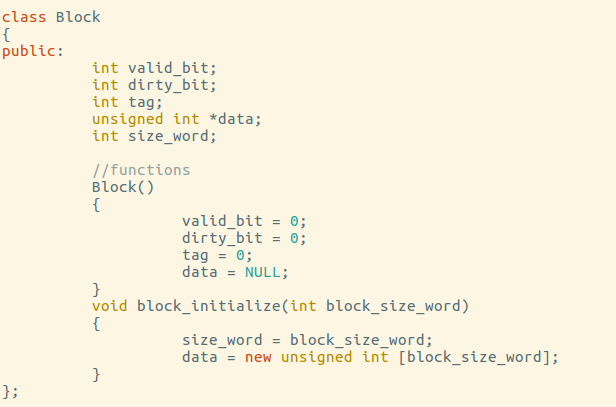 class Block
{
public:
          int valid_bit;
          int dirty_bit;
          int tag;
          unsigned int *data;
          int size_word;

          //functions
          Block()
          {
                    valid_bit = 0;
                    dirty_bit = 0;
                    tag = 0;
                    data = NULL;
          }
          void block_initialize(int block_size_word)
          {
                    size_word = block_size_word;
                    data = new unsigned int [block_size_word];
          }
};